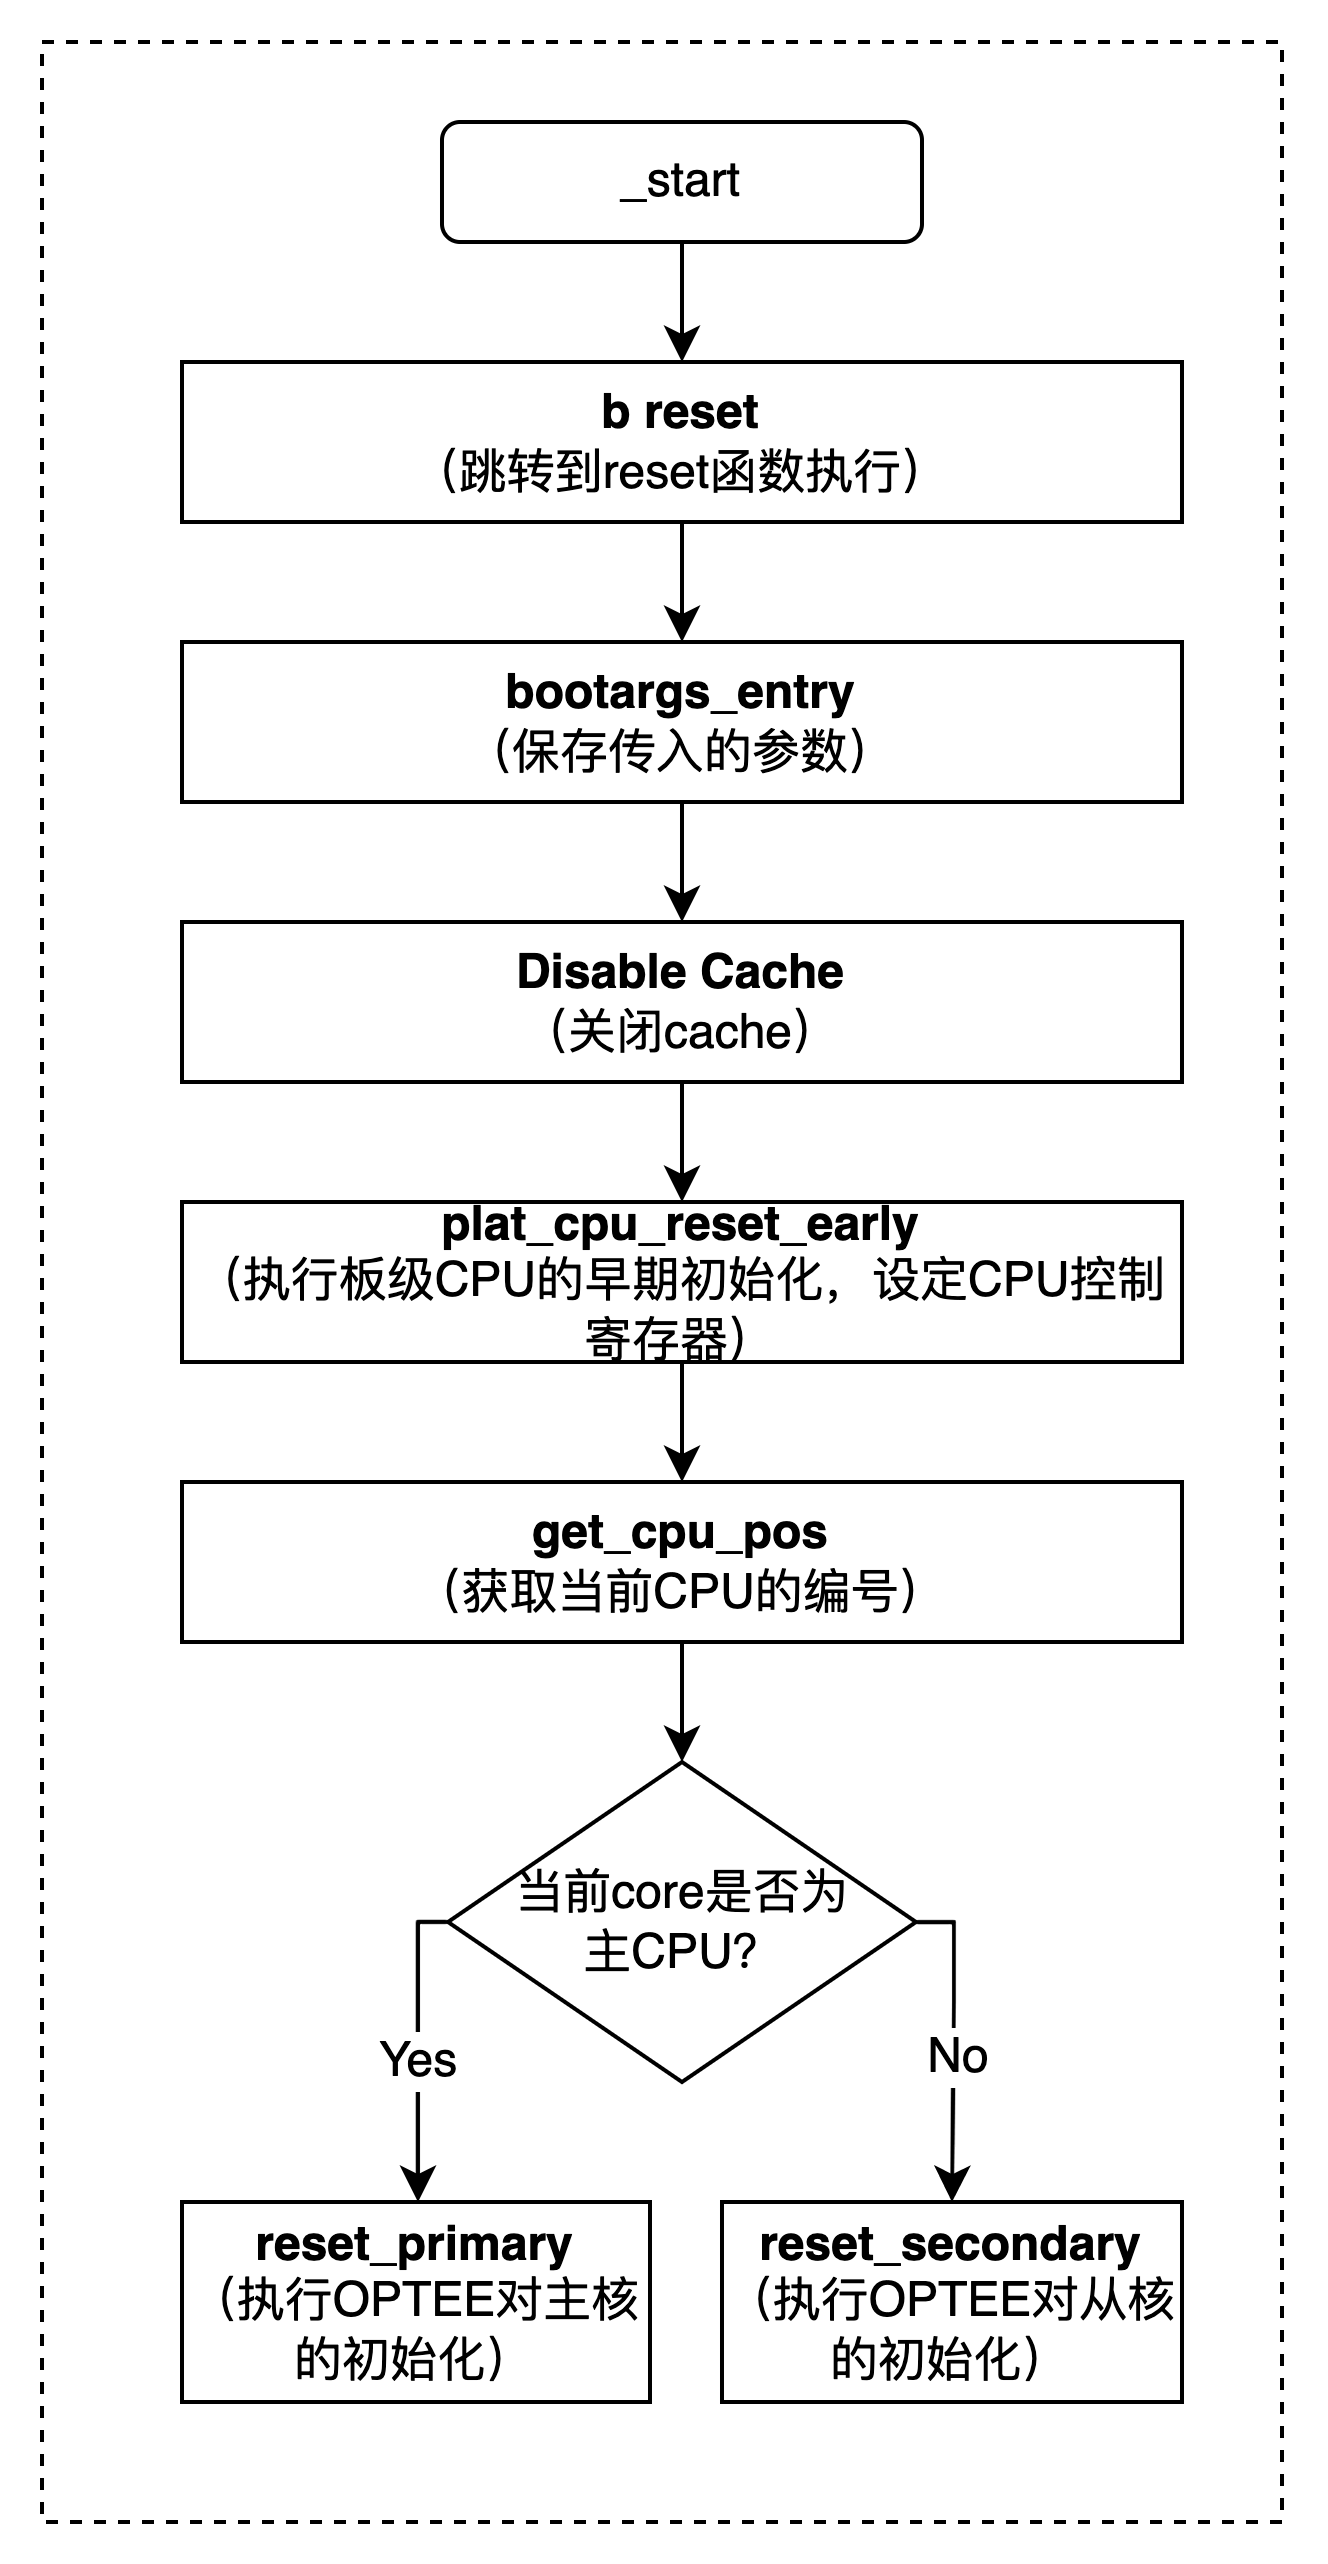 _start
b reset
（跳转到reset函数执行）
bootargs_entry
（保存传入的参数）
Disable Cache
（关闭cache）
plat_cpu_reset_early
（执行板级CPU的早期初始化，设定CPU控制
寄存器）
get_cpu_pos
（获取当前CPU的编号）
当前core是否为
主CPU?
Yes
No
reset_primary
（执行OPTEE对主核
的初始化）
reset_secondary
（执行OPTEE对从核
的初始化）